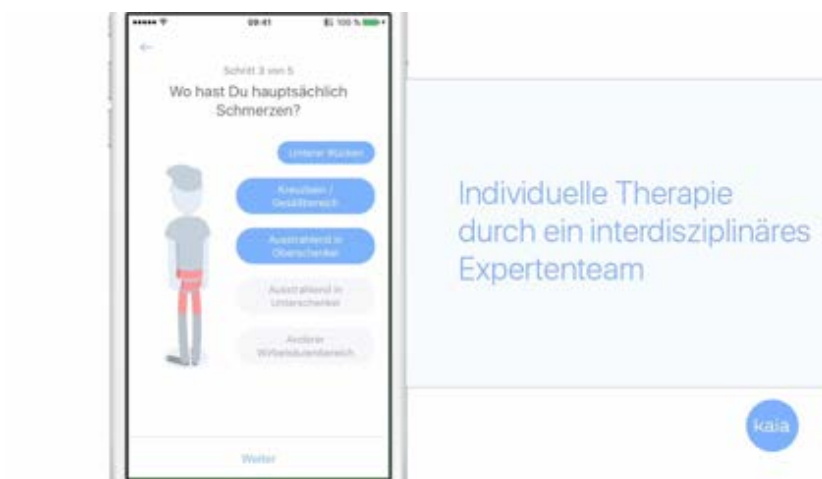 09:41
100 %
Schritt 3 von 5
Wo hast Du hauptsächlich
Schmerzen?
Unterer Rücken
Kreuzbein /
Gesäßbereich
Ausstrahlend in
Oberschenkel
Ausstrahlend in
Unterschenkel
Anderer
Wirbelsäulenbereich
Weiter
Individuelle Therapie
durch ein interdisziplinäres
Expertenteam
kaia